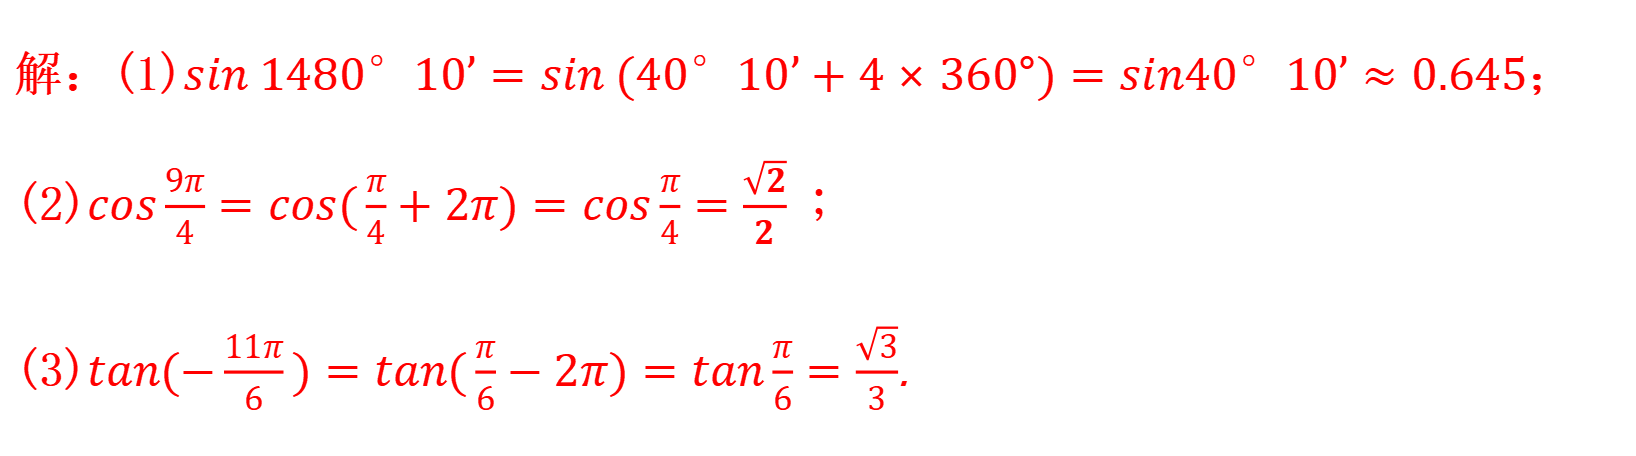 解：(1) sin 1480° 10’ = sin (40° 10’ + 4 × 360°) = sin40° 10’ ≈ 0.645；
(2) cos 9π/4 = cos(π/4 + 2π) = cos π/4 = √2/2 ；
(3) tan(− 11π/6) = tan(π/6 − 2π) = tan π/6 = √3/3.